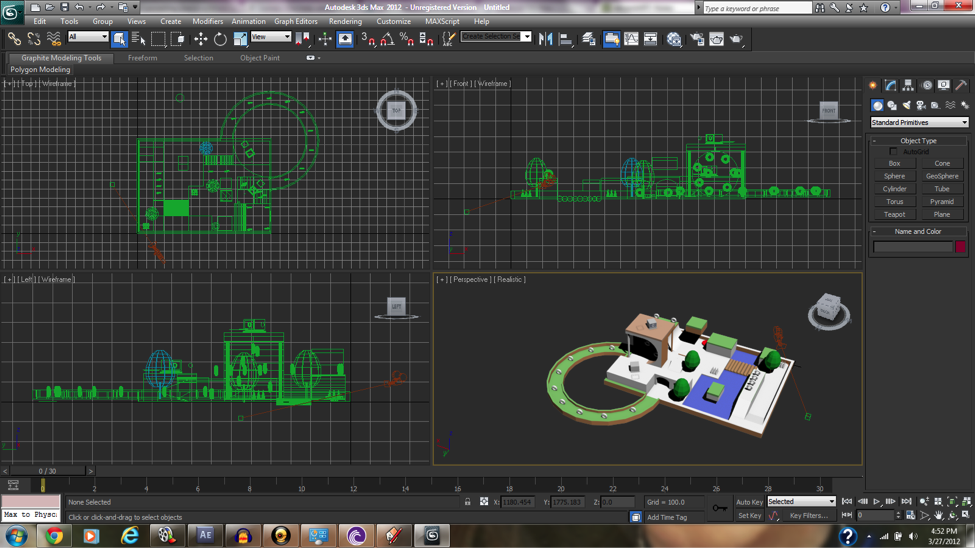 Autodesk 3ds Max 2012 - Unregistered Version - Untitled
Type a keyword or phrase
Edit Tools Group Views Create Modifiers Animation Graph Editors Rendering Customize MAXScript Help
All View Create Selection Se
Graphite Modeling Tools Freeform Selection Object Paint
Polygon Modeling
[ + ] [ Top ] [ Wireframe ]
[ + ] [ Front ] [ Wireframe ]
TOP
FRONT
Standard Primitives
Object Type
AutoGrid
Box Cone
Sphere GeoSphere
Cylinder Tube
Torus Pyramid
Teapot Plane
Name and Color
[ + ] [ Left ] [ Wireframe ]
[ + ] [ Perspective ] [ Realistic ]
LEFT
0 / 30
0 2 4 6 8 10 12 14 16 18 20 22 24 26 28 30
None Selected X: 1180.454 Y: 1775.183 Z: 0.0 Grid = 100.0 Auto Key Selected
Max to Physc Click or click-and-drag to select objects Add Time Tag Set Key Key Filters... 0
Ae
4:52 PM
3/27/2012